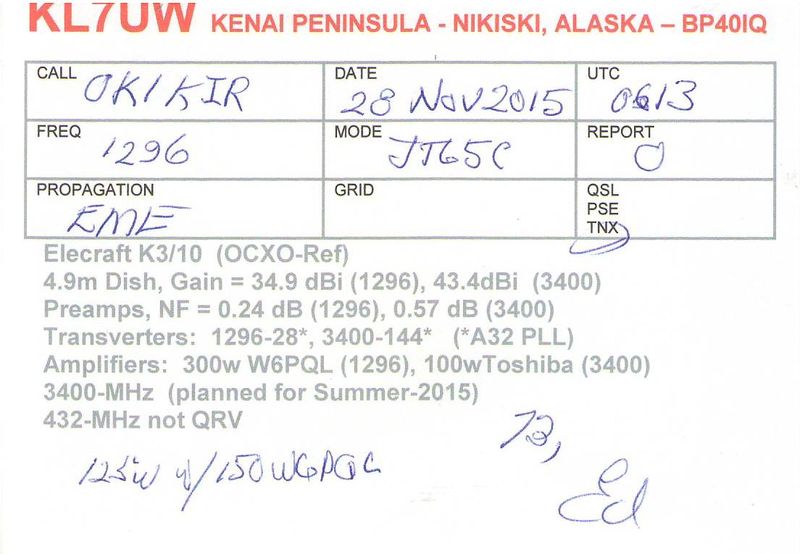 KL7UW KENAI PENINSULA - NIKISKI, ALASKA – BP40IQ
CALL OK1KIR DATE 28 Nov 2015 UTC 0613
FREQ 1296 MODE JT65C REPORT O
PROPAGATION EME GRID QSL
PSE
TNX
Elecraft K3/10 (OCXO-Ref)
4.9m Dish, Gain = 34.9 dBi (1296), 43.4dBi (3400)
Preamps, NF = 0.24 dB (1296), 0.57 dB (3400)
Transverters: 1296-28*, 3400-144* (*A32 PLL)
Amplifiers: 300w W6PQL (1296), 100wToshiba (3400)
3400-MHz (planned for Summer-2015)
432-MHz not QRV
73,
125w w/150W
Ed